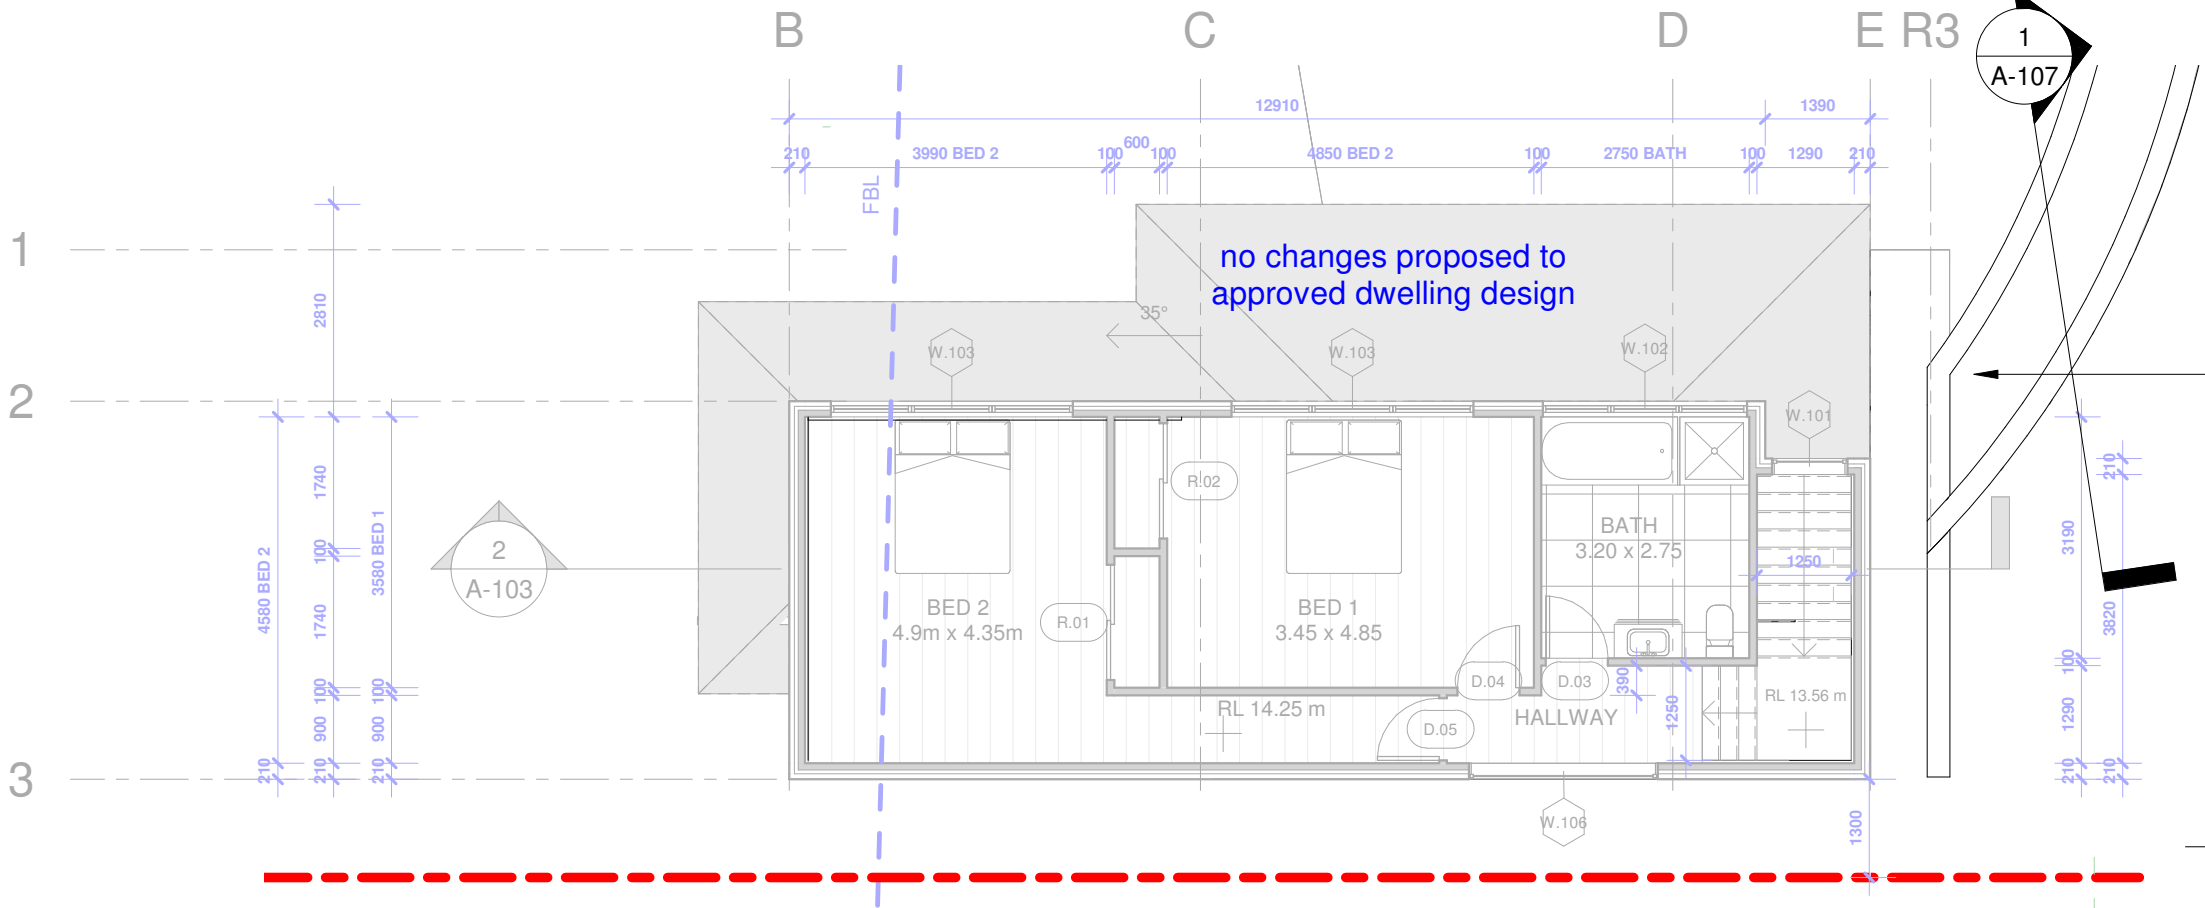 B
C
D
E
R3
1
A-107
12910
1390
210
3990 BED 2
100
600
100
4850 BED 2
100
2750 BATH
100
1290
210
FBL
1
no changes proposed to
approved dwelling design
2810
35°
W.103
W.103
W.102
2
W.101
1740
R.02
210
2
A-103
100
3580 BED 1
4580 BED 2
BATH
3.20 x 2.75
3190
1250
1740
R.01
BED 2
4.9m x 4.35m
BED 1
3.45 x 4.85
3820
100
100
D.04
D.03
390
100
RL 13.56 m
RL 14.25 m
HALLWAY
1250
900
900
D.05
1290
3
210
210
210
210
210
W.106
1300